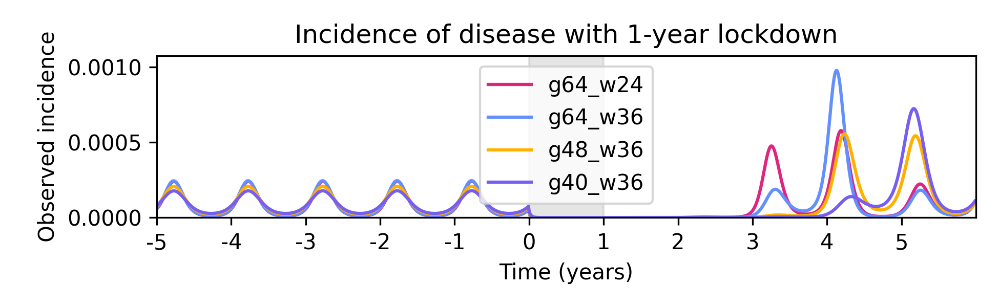 Incidence of disease with 1-year lockdown
Observed incidence
0.0010
0.0005
0.0000
g64_w24
g64_w36
g48_w36
g40_w36
-5 -4 -3 -2 -1 0 1 2 3 4 5
Time (years)